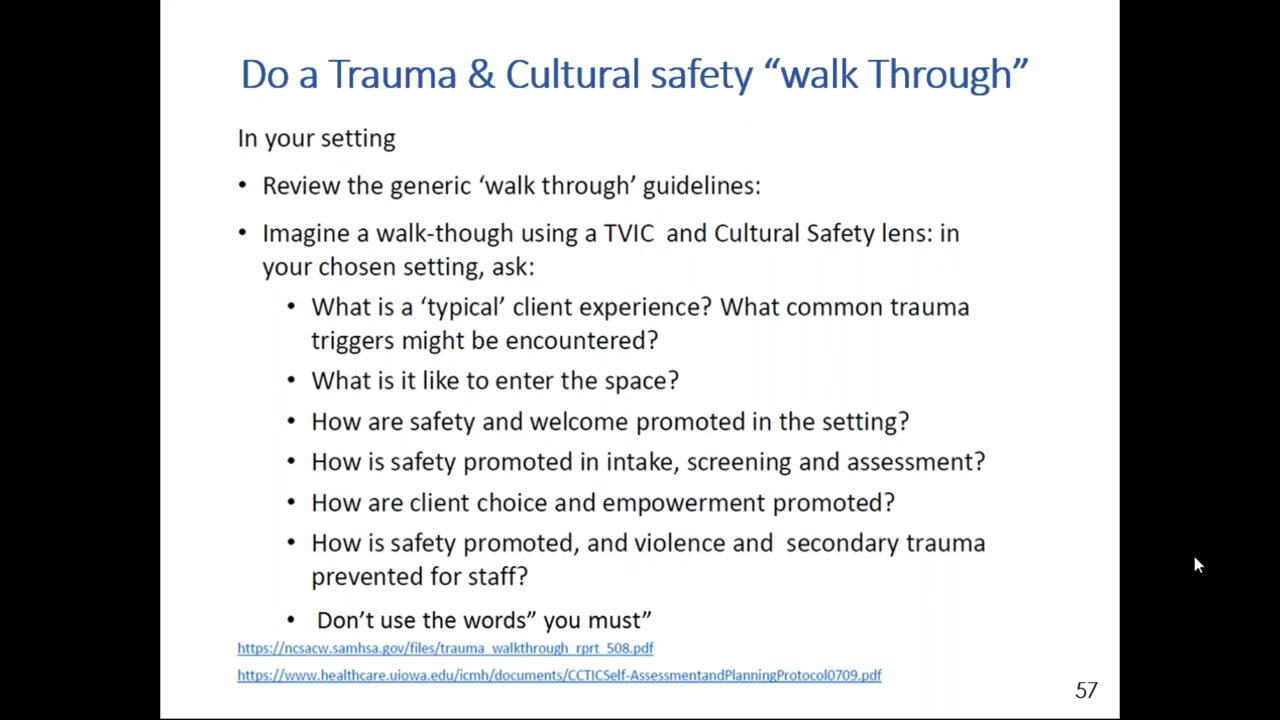 Do a Trauma & Cultural safety “walk Through”
In your setting
• Review the generic ‘walk through’ guidelines:
• Imagine a walk-though using a TVIC and Cultural Safety lens: in
your chosen setting, ask:
• What is a ‘typical’ client experience? What common trauma
triggers might be encountered?
• What is it like to enter the space?
• How are safety and welcome promoted in the setting?
• How is safety promoted in intake, screening and assessment?
• How are client choice and empowerment promoted?
• How is safety promoted, and violence and secondary trauma
prevented for staff?
• Don’t use the words” you must”
https://ncsacw.samhsa.gov/files/trauma_walkthrough_rprt_508.pdf
https://www.healthcare.uiowa.edu/icmh/documents/CCTICSelf-AssessmentandPlanningProtocol0709.pdf
57